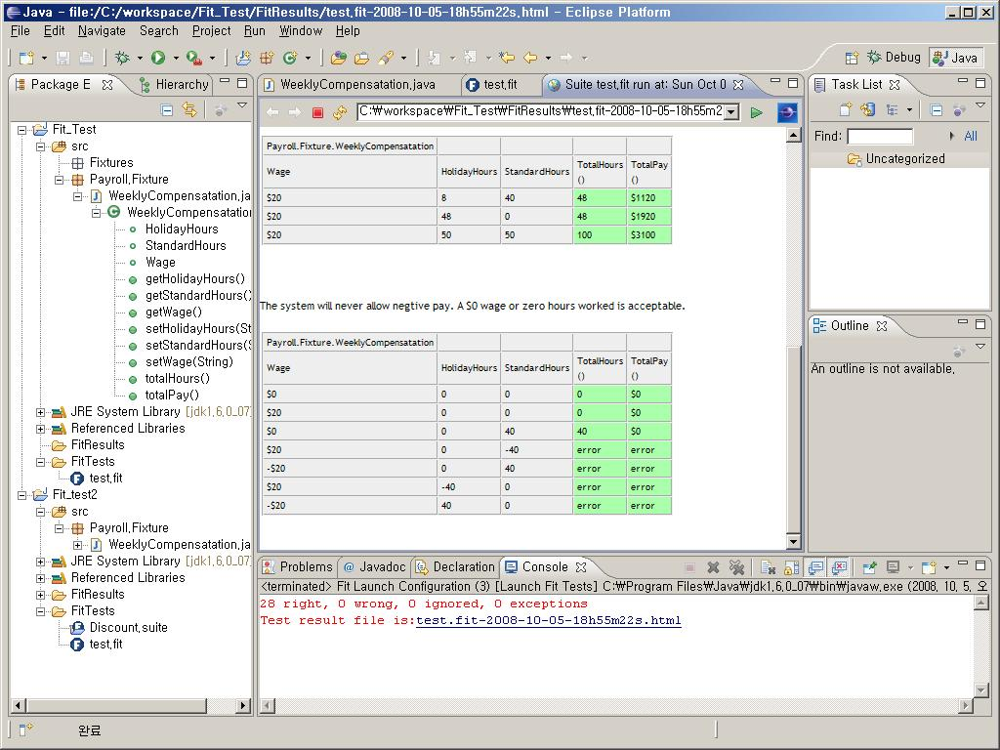 Java - file:/C:/workspace/Fit_Test/FitResults/test.fit-2008-10-05-18h55m22s.html - Eclipse Platform
File Edit Navigate Search Project Run Window Help
Debug Java
Package E Hierarchy
Fit_Test
src
Fixtures
Payroll.Fixture
WeeklyCompensatation.ja
WeeklyCompensatation
HolidayHours
StandardHours
Wage
getHolidayHours()
getStandardHours()
getWage()
setHolidayHours(St
setStandardHours(S
setWage(String)
totalHours()
totalPay()
JRE System Library [jdk1.6.0_07]
Referenced Libraries
FitResults
FitTests
test.fit
Fit_test2
src
Payroll.Fixture
WeeklyCompensatation.ja
JRE System Library [jdk1.6.0_07]
Referenced Libraries
FitResults
FitTests
Discount.suite
test.fit
WeeklyCompensatation.java test.fit Suite test.fit run at: Sun Oct 0
C:₩workspace₩Fit_Test₩FitResults₩test.fit-2008-10-05-18h55m2
Payroll.Fixture.WeeklyCompensatation
Wage HolidayHours StandardHours TotalHours () TotalPay ()
$20 8 40 48 $1120
$20 48 0 48 $1920
$20 50 50 100 $3100
The system will never allow negtive pay. A $0 wage or zero hours worked is acceptable.
Payroll.Fixture.WeeklyCompensatation
Wage HolidayHours StandardHours TotalHours () TotalPay ()
$0 0 0 0 $0
$20 0 0 0 $0
$0 0 40 40 $0
$20 0 -40 error error
-$20 0 40 error error
$20 -40 0 error error
-$20 40 0 error error
Task List
Find: All
Uncategorized
Outline
An outline is not available.
Problems Javadoc Declaration Console
<terminated> Fit Launch Configuration (3) [Launch Fit Tests] C:₩Program Files₩Java₩jdk1.6.0_07₩bin₩javaw.exe (2008. 10. 5. 오
28 right, 0 wrong, 0 ignored, 0 exceptions
Test result file is:test.fit-2008-10-05-18h55m22s.html
완료